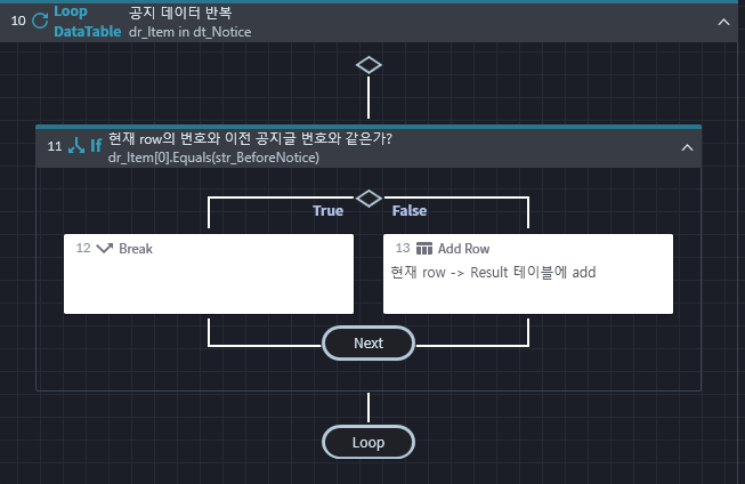 10 Loop 공지 데이터 반복
DataTable dr_Item in dt_Notice
11 If 현재 row의 번호와 이전 공지글 번호와 같은가?
dr_Item[0].Equals(str_BeforeNotice)
True False
12 Break
13 Add Row
현재 row -> Result 테이블에 add
Next
Loop